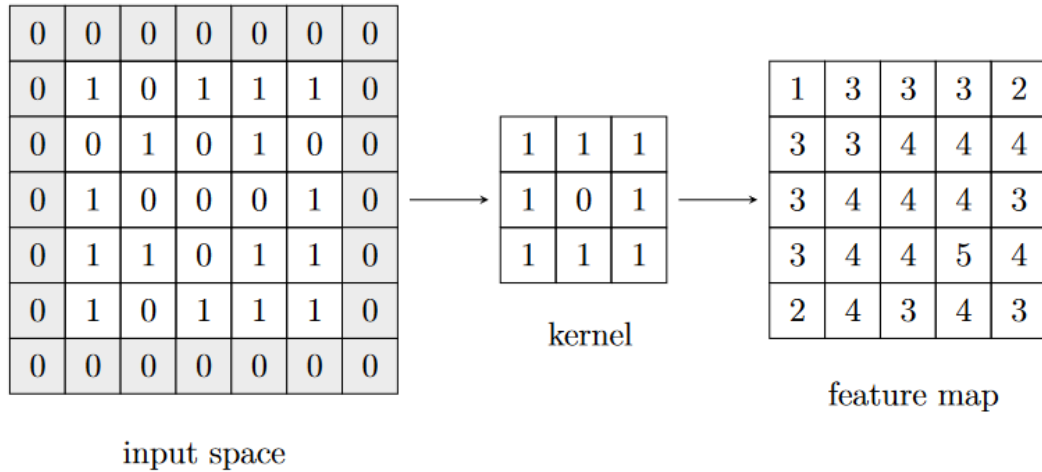 0 0 0 0 0 0 0
0 1 0 1 1 1 0
0 0 1 0 1 0 0
0 1 0 0 0 1 0
0 1 1 0 1 1 0
0 1 0 1 1 1 0
0 0 0 0 0 0 0
input space
1 1 1
1 0 1
1 1 1
kernel
1 3 3 3 2
3 3 4 4 4
3 4 4 4 3
3 4 4 5 4
2 4 3 4 3
feature map